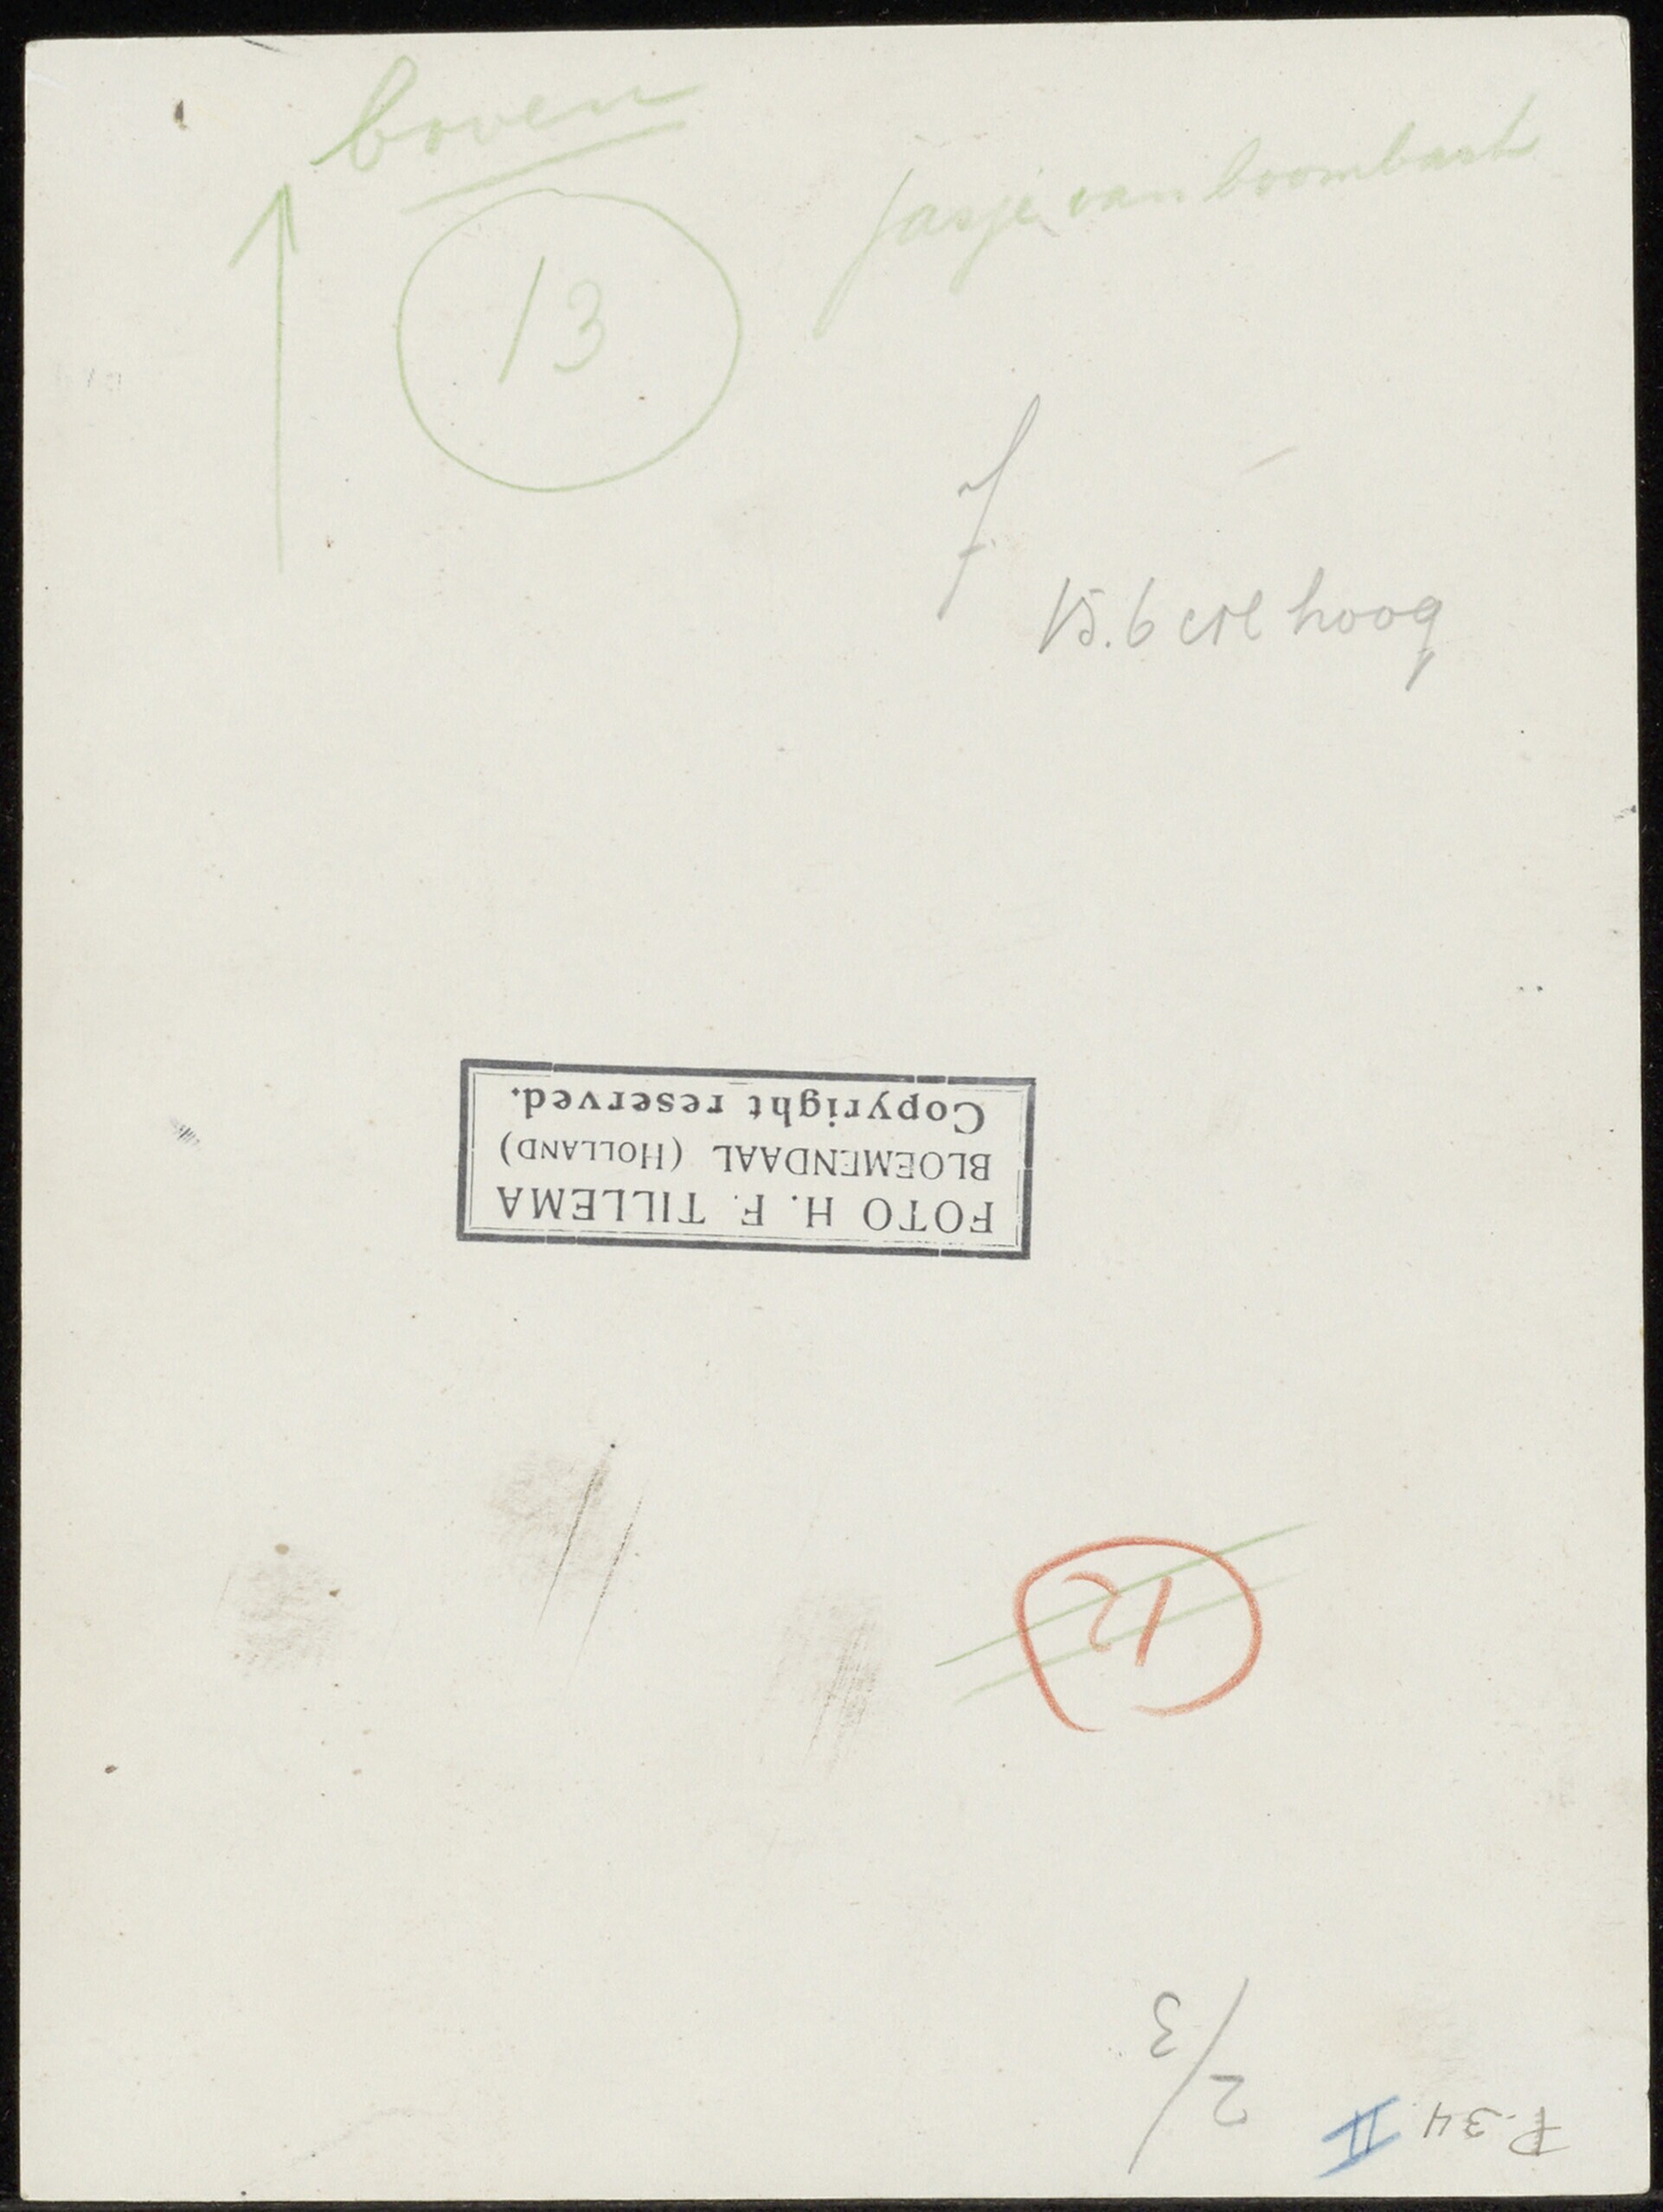 boven
jasje van boombast
13
f
15.6 cm hoog
FOTO H. F. TILLEMA
BLOEMENDAAL (HOLLAND)
Copyright reserved.
12
2/3
P. 34 II